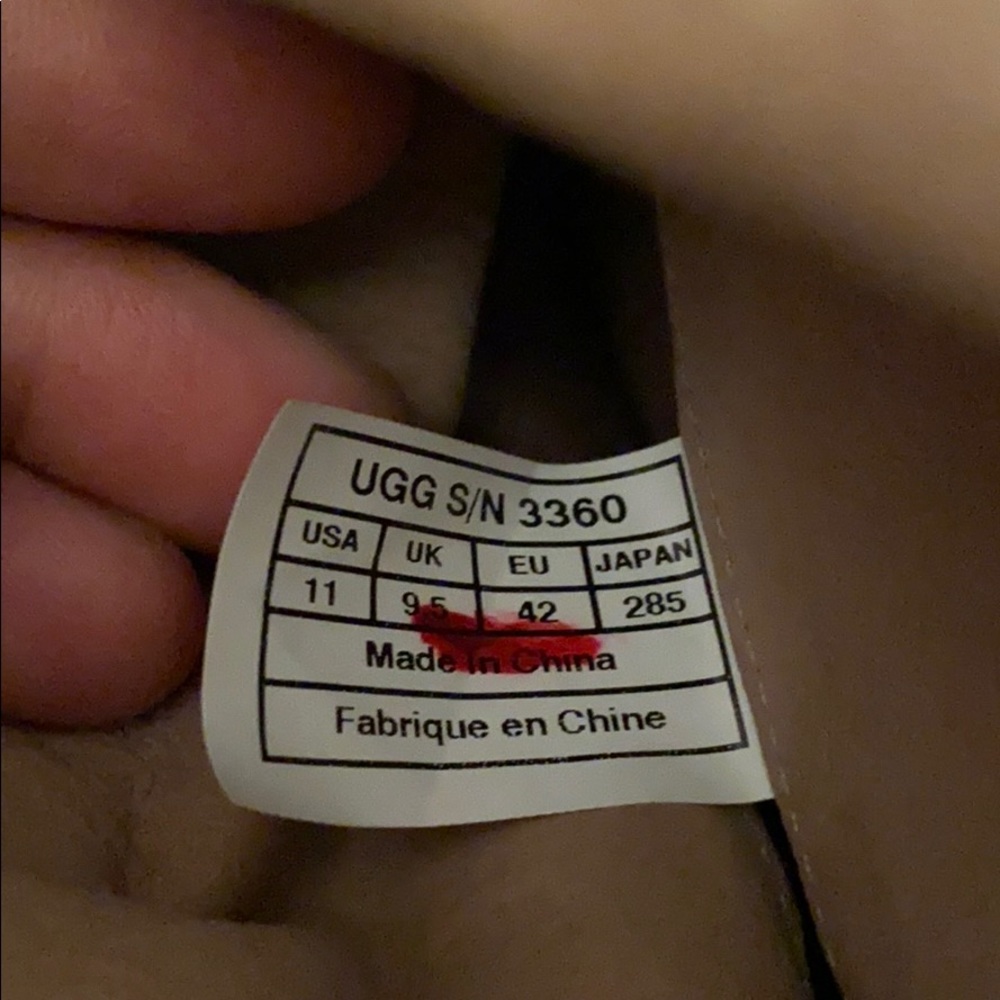 UGG S/N 3360
USA UK EU JAPAN
11 9.5 42 285
Made in China
Fabrique en Chine